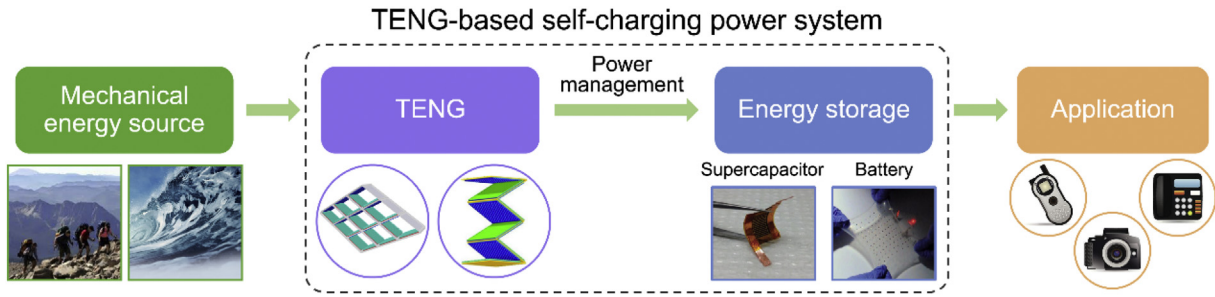 TENG-based self-charging power system
Mechanical
energy source
TENG
Power
management
Energy storage
Application
Supercapacitor
Battery